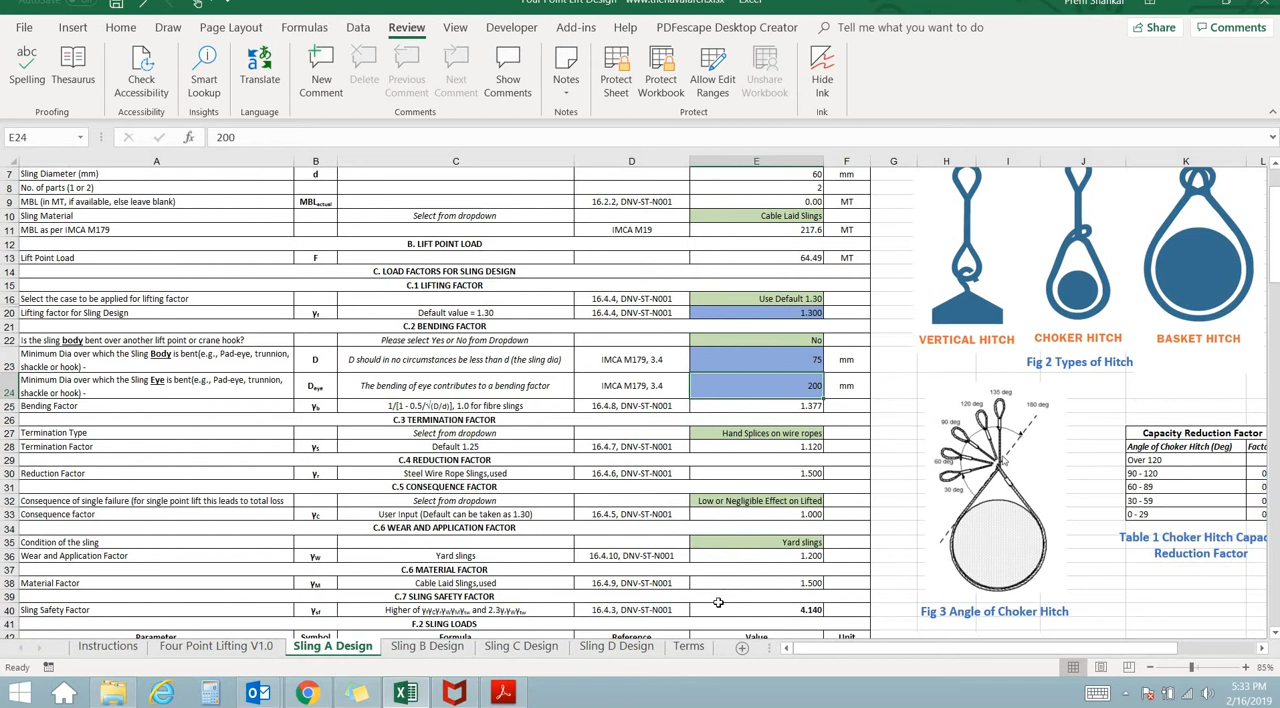 File Insert Home Draw Page Layout Formulas Data Review View Developer Add-ins Help PDFescape Desktop Creator Tell me what you want to do Share Comments
abc
Spelling Thesaurus Check Accessibility Smart Lookup Translate New Comment Delete Previous Comment Next Comment Show Comments Notes Protect Sheet Protect Workbook Allow Edit Ranges Unshare Workbook Hide Ink
Proofing Accessibility Insights Language Comments Notes Protect Ink
E24 fx 200
A B C D E F G H I J K L
7 Sling Diameter (mm) d 60 mm
8 No. of parts (1 or 2) 2
9 MBL (in MT, if available, else leave blank) MBLactual 16.2.2, DNV-ST-N001 0.00 MT
10 Sling Material Select from dropdown Cable Laid Slings
11 MBL as per IMCA M179 IMCA M19 217.6 MT
12 B. LIFT POINT LOAD
13 Lift Point Load F 64.49 MT
14 C. LOAD FACTORS FOR SLING DESIGN
15 C.1 LIFTING FACTOR
16 Select the case to be applied for lifting factor 16.4.4, DNV-ST-N001 Use Default 1.30
20 Lifting factor for Sling Design γf Default value = 1.30 16.4.4, DNV-ST-N001 1.300
21 C.2 BENDING FACTOR
22 Is the sling body bent over another lift point or crane hook? Please select Yes or No from Dropdown No
23 Minimum Dia over which the Sling Body is bent(e.g., Pad-eye, trunnion, shackle or hook) - D D should in no circumstances be less than d (the sling dia) IMCA M179, 3.4 75 mm
24 Minimum Dia over which the Sling Eye is bent(e.g., Pad-eye, trunnion, shackle or hook) - Deye The bending of eye contributes to a bending factor IMCA M179, 3.4 200 mm
25 Bending Factor γb 1/[1 - 0.5/√(D/d)], 1.0 for fibre slings 16.4.8, DNV-ST-N001 1.377
26 C.3 TERMINATION FACTOR
27 Termination Type Select from dropdown Hand Splices on wire ropes
28 Termination Factor γs Default 1.25 16.4.7, DNV-ST-N001 1.120
29 C.4 REDUCTION FACTOR
30 Reduction Factor γr Steel Wire Rope Slings,used 16.4.6, DNV-ST-N001 1.500
31 C.5 CONSEQUENCE FACTOR
32 Consequence of single failure (for single point lift this leads to total loss Select from dropdown Low or Negligible Effect on Lifted
33 Consequence factor γC User Input (Default can be taken as 1.30) 16.4.5, DNV-ST-N001 1.000
34 C.6 WEAR AND APPLICATION FACTOR
35 Condition of the sling Yard slings
36 Wear and Application Factor γW Yard slings 16.4.10, DNV-ST-N001 1.200
37 C.6 MATERIAL FACTOR
38 Material Factor γM Cable Laid Slings,used 16.4.9, DNV-ST-N001 1.500
39 C.7 SLING SAFETY FACTOR
40 Sling Safety Factor γsf 16.4.3, DNV-ST-N001 4.140
41 F.2 SLING LOADS
42 Parameter Symbol Formula Reference Value Unit
VERTICAL HITCH CHOKER HITCH BASKET HITCH
Fig 2 Types of Hitch
135 deg
120 deg 180 deg
90 deg
60 deg
30 deg
Fig 3 Angle of Choker Hitch
Capacity Reduction Factor
Angle of Choker Hitch (Deg)
Over 120
90 - 120
60 - 89
30 - 59
0 - 29
Table 1 Choker Hitch Capac
Reduction Factor
Instructions Four Point Lifting V1.0 Sling A Design Sling B Design Sling C Design Sling D Design Terms
Ready 85%
5:33 PM
2/16/2019